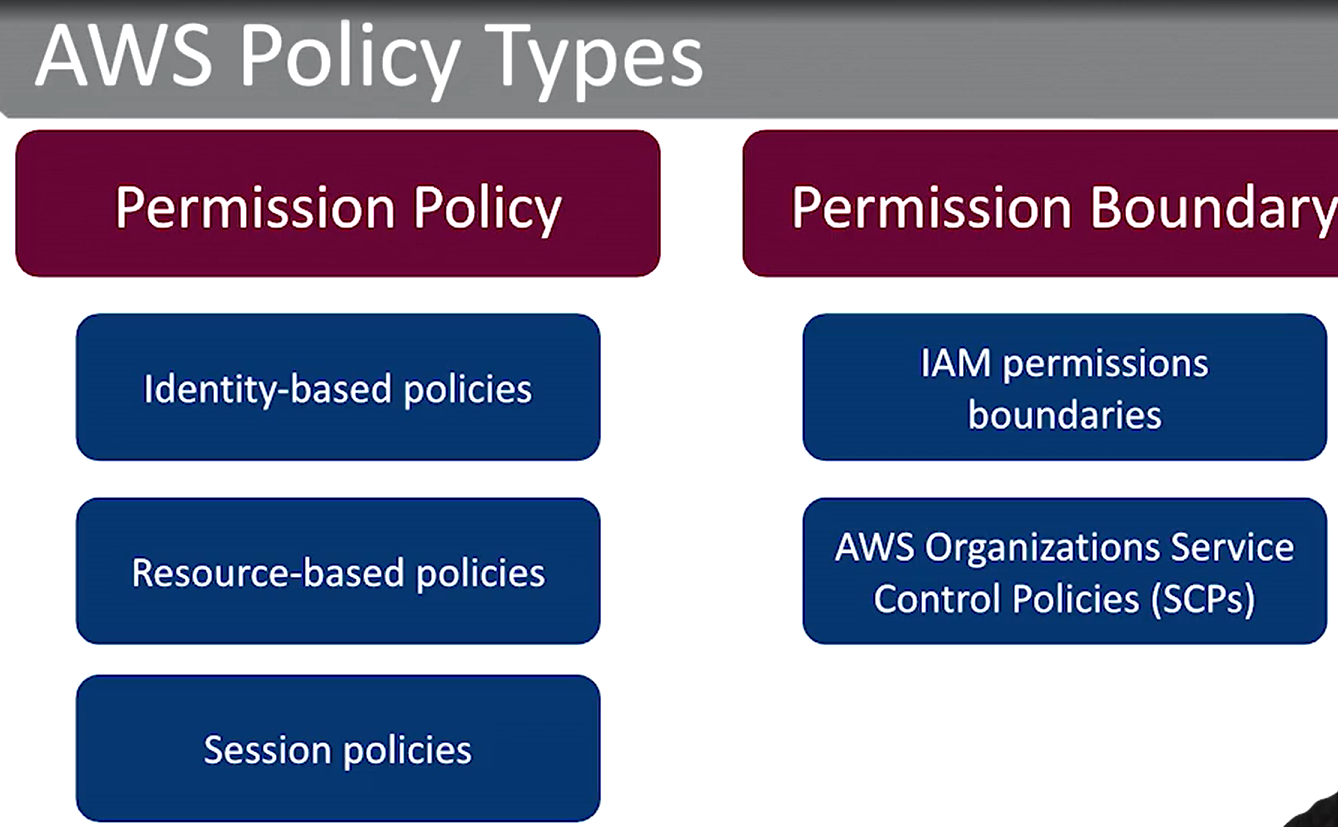 AWS Policy Types
Permission Policy
Identity-based policies
Resource-based policies
Session policies
Permission Boundary
IAM permissions
boundaries
AWS Organizations Service
Control Policies (SCPs)